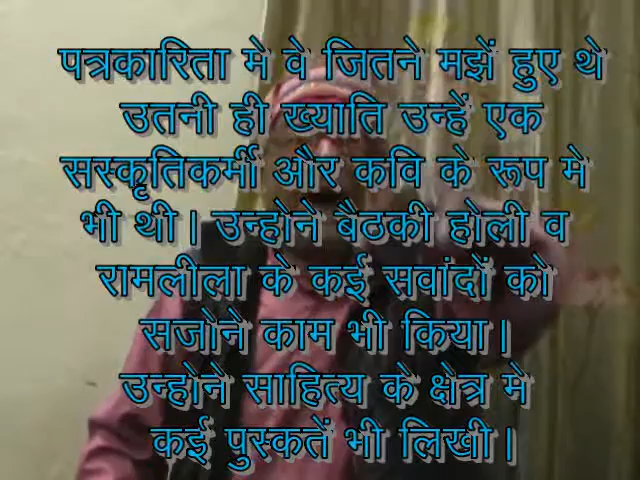 पत्रकारिता मे वे जितने मझें हुए थे
उतनी ही ख्याति उन्हें एक
सस्कृतिकर्मी और कवि के रूप मे
भी थी। उन्होने बैठकी होली व
रामलीला के कई सवांदों को
सजोने काम भी किया।
उन्होने साहित्य के क्षेत्र मे
कई पुस्कतें भी लिखी।